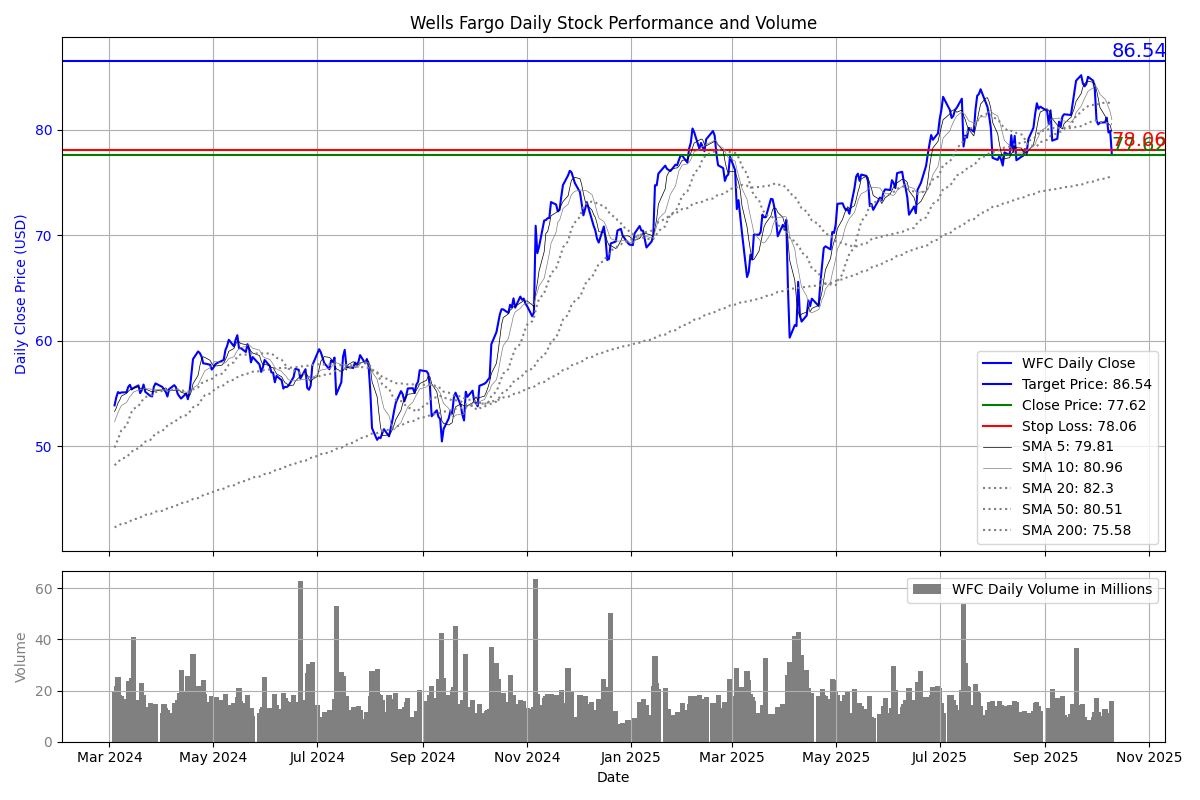 Wells Fargo Daily Stock Performance and Volume
86.54
80
78.06
77.62
70
60
50
Daily Close Price (USD)
WFC Daily Close
Target Price: 86.54
Close Price: 77.62
Stop Loss: 78.06
SMA 5: 79.81
SMA 10: 80.96
SMA 20: 82.3
SMA 50: 80.51
SMA 200: 75.58
60
40
20
0
Volume
WFC Daily Volume in Millions
Mar 2024 May 2024 Jul 2024 Sep 2024 Nov 2024 Jan 2025 Mar 2025 May 2025 Jul 2025 Sep 2025 Nov 2025
Date